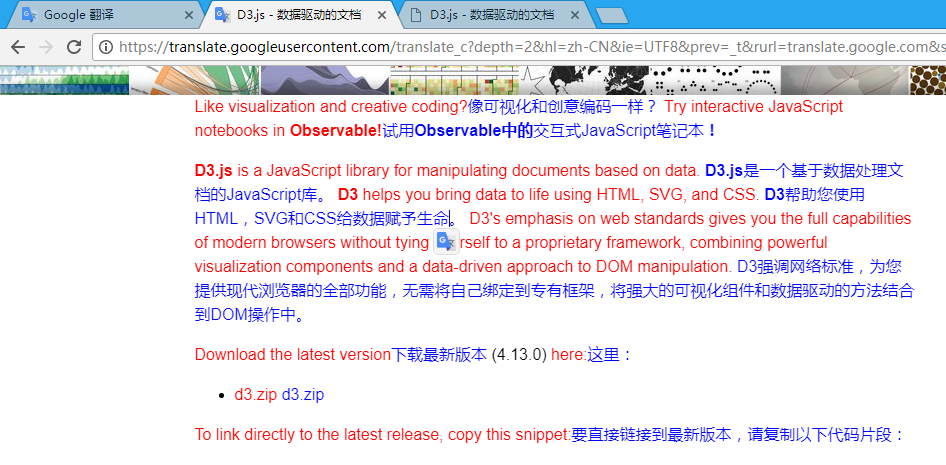 Google 翻译
D3.js - 数据驱动的文档
D3.js - 数据驱动的文档
https://translate.googleusercontent.com/translate_c?depth=2&hl=zh-CN&ie=UTF8&prev=_t&rurl=translate.google.com&s
Like visualization and creative coding?像可视化和创意编码一样？ Try interactive JavaScript
notebooks in Observable!试用Observable中的交互式JavaScript笔记本！
D3.js is a JavaScript library for manipulating documents based on data. D3.js是一个基于数据处理文
档的JavaScript库。 D3 helps you bring data to life using HTML, SVG, and CSS. D3帮助您使用
HTML，SVG和CSS给数据赋予生命。 D3's emphasis on web standards gives you the full capabilities
of modern browsers without tying rself to a proprietary framework, combining powerful
visualization components and a data-driven approach to DOM manipulation. D3强调网络标准，为您
提供现代浏览器的全部功能，无需将自己绑定到专有框架，将强大的可视化组件和数据驱动的方法结合
到DOM操作中。
Download the latest version下载最新版本 (4.13.0) here:这里：
d3.zip d3.zip
To link directly to the latest release, copy this snippet:要直接链接到最新版本，请复制以下代码片段：